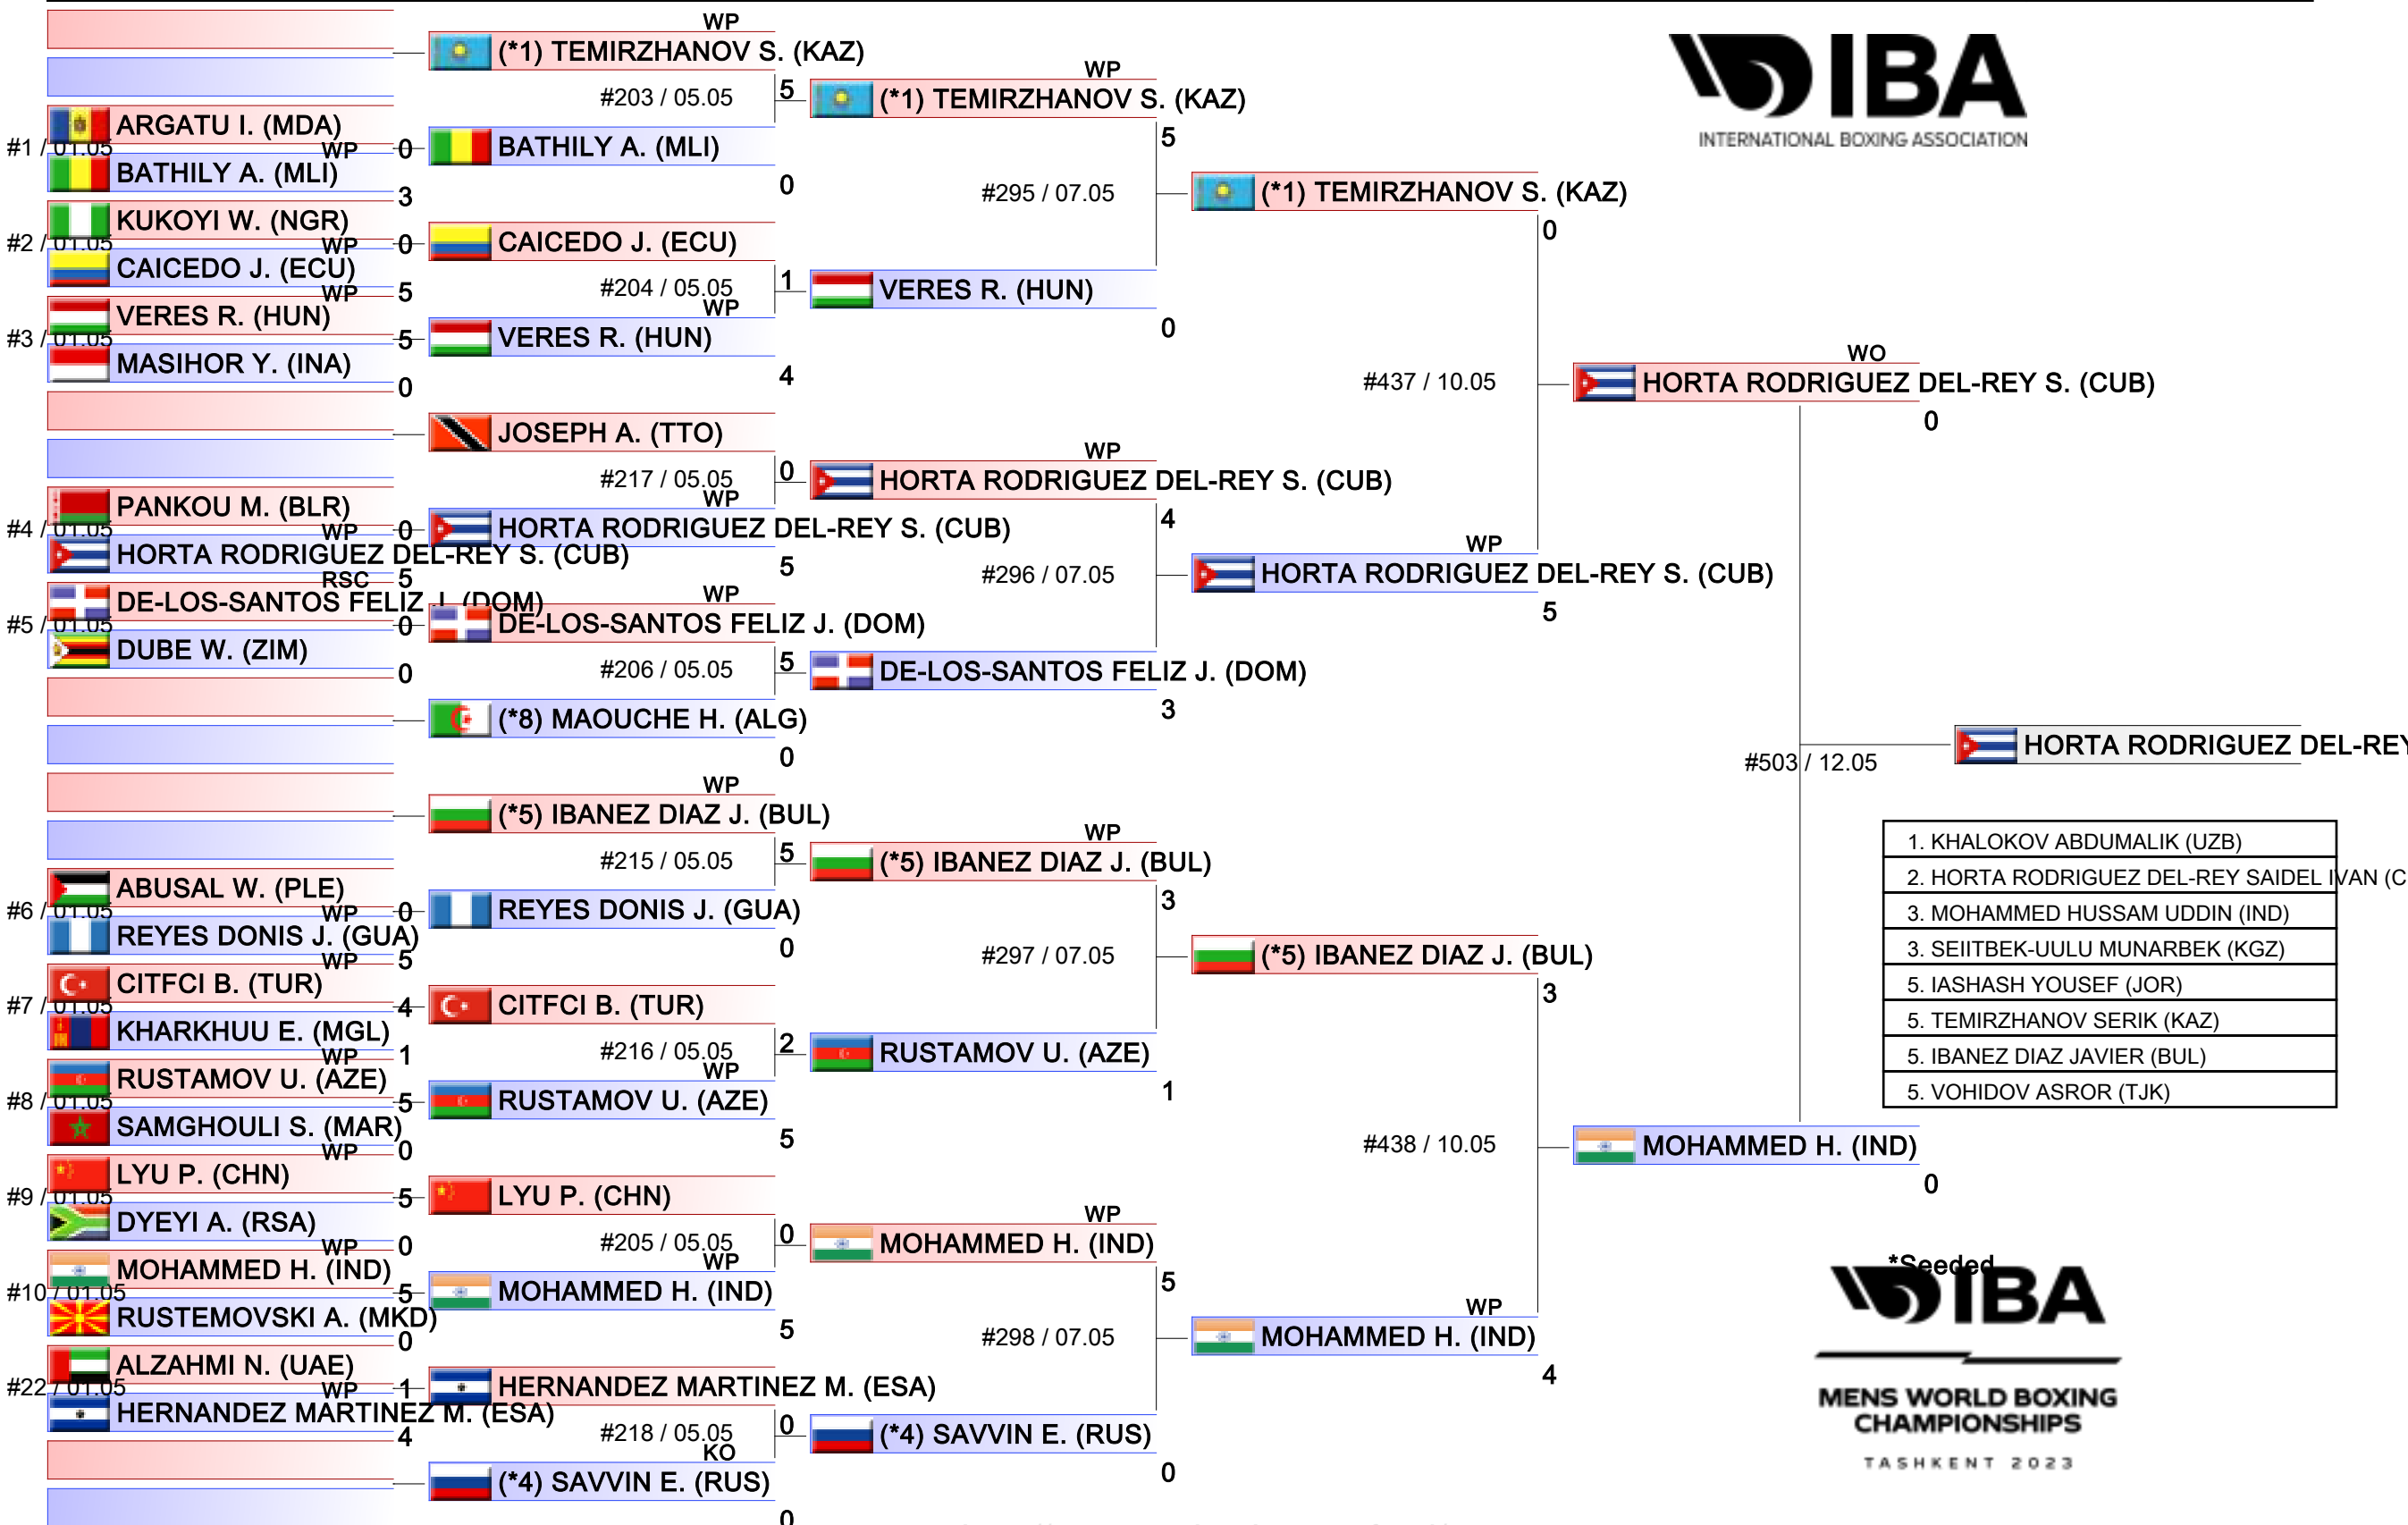 WP
(*1) TEMIRZHANOV S. (KAZ)
WP
#203 / 05.05
5
(*1) TEMIRZHANOV S. (KAZ)
IBA
INTERNATIONAL BOXING ASSOCIATION
ARGATU I. (MDA)
5
#1 / 01.05
WP
0
BATHILY A. (MLI)
BATHILY A. (MLI)
0
3
#295 / 07.05
(*1) TEMIRZHANOV S. (KAZ)
KUKOYI W. (NGR)
0
#2 / 01.05
WP
0
CAICEDO J. (ECU)
CAICEDO J. (ECU)
WP
5
#204 / 05.05
1
VERES R. (HUN)
WP
VERES R. (HUN)
0
#3 / 01.05
5
VERES R. (HUN)
MASIHOR Y. (INA)
0
4
WO
#437 / 10.05
HORTA RODRIGUEZ DEL-REY S. (CUB)
0
JOSEPH A. (TTO)
WP
#217 / 05.05
0
HORTA RODRIGUEZ DEL-REY S. (CUB)
WP
4
PANKOU M. (BLR)
#4 / 01.05
WP
0
HORTA RODRIGUEZ DEL-REY S. (CUB)
HORTA RODRIGUEZ DEL-REY S. (CUB)
5
WP
RSC
5
#296 / 07.05
HORTA RODRIGUEZ DEL-REY S. (CUB)
5
DE-LOS-SANTOS FELIZ J. (DOM)
WP
#5 / 01.05
0
DE-LOS-SANTOS FELIZ J. (DOM)
DUBE W. (ZIM)
0
#206 / 05.05
5
DE-LOS-SANTOS FELIZ J. (DOM)
3
(*8) MAOUCHE H. (ALG)
0
#503 / 12.05
HORTA RODRIGUEZ DEL-REY
WP
(*5) IBANEZ DIAZ J. (BUL)
WP
#215 / 05.05
5
(*5) IBANEZ DIAZ J. (BUL)
3
1. KHALOKOV ABDUMALIK (UZB)
2. HORTA RODRIGUEZ DEL-REY SAIDEL IVAN (C
3. MOHAMMED HUSSAM UDDIN (IND)
3. SEIITBEK-UULU MUNARBEK (KGZ)
5. IASHASH YOUSEF (JOR)
5. TEMIRZHANOV SERIK (KAZ)
5. IBANEZ DIAZ JAVIER (BUL)
5. VOHIDOV ASROR (TJK)
ABUSAL W. (PLE)
#6 / 01.05
WP
0
REYES DONIS J. (GUA)
REYES DONIS J. (GUA)
0
WP
5
#297 / 07.05
(*5) IBANEZ DIAZ J. (BUL)
3
CITFCI B. (TUR)
#7 / 01.05
4
CITFCI B. (TUR)
KHARKHUU E. (MGL)
WP
1
#216 / 05.05
2
RUSTAMOV U. (AZE)
1
WP
RUSTAMOV U. (AZE)
#8 / 01.05
5
RUSTAMOV U. (AZE)
5
SAMGHOULI S. (MAR)
WP
0
#438 / 10.05
MOHAMMED H. (IND)
0
LYU P. (CHN)
#9 / 01.05
5
LYU P. (CHN)
WP
DYEYI A. (RSA)
WP
0
#205 / 05.05
0
MOHAMMED H. (IND)
5
WP
MOHAMMED H. (IND)
#10 / 01.05
5
MOHAMMED H. (IND)
5
RUSTEMOVSKI A. (MKD)
0
#298 / 07.05
WP
MOHAMMED H. (IND)
4
ALZAHMI N. (UAE)
#22 / 01.05
WP
1
HERNANDEZ MARTINEZ M. (ESA)
HERNANDEZ MARTINEZ M. (ESA)
4
#218 / 05.05
0
(*4) SAVVIN E. (RUS)
0
KO
(*4) SAVVIN E. (RUS)
0
*Seeded
IBA
MENS WORLD BOXING
CHAMPIONSHIPS
TASHKENT 2023